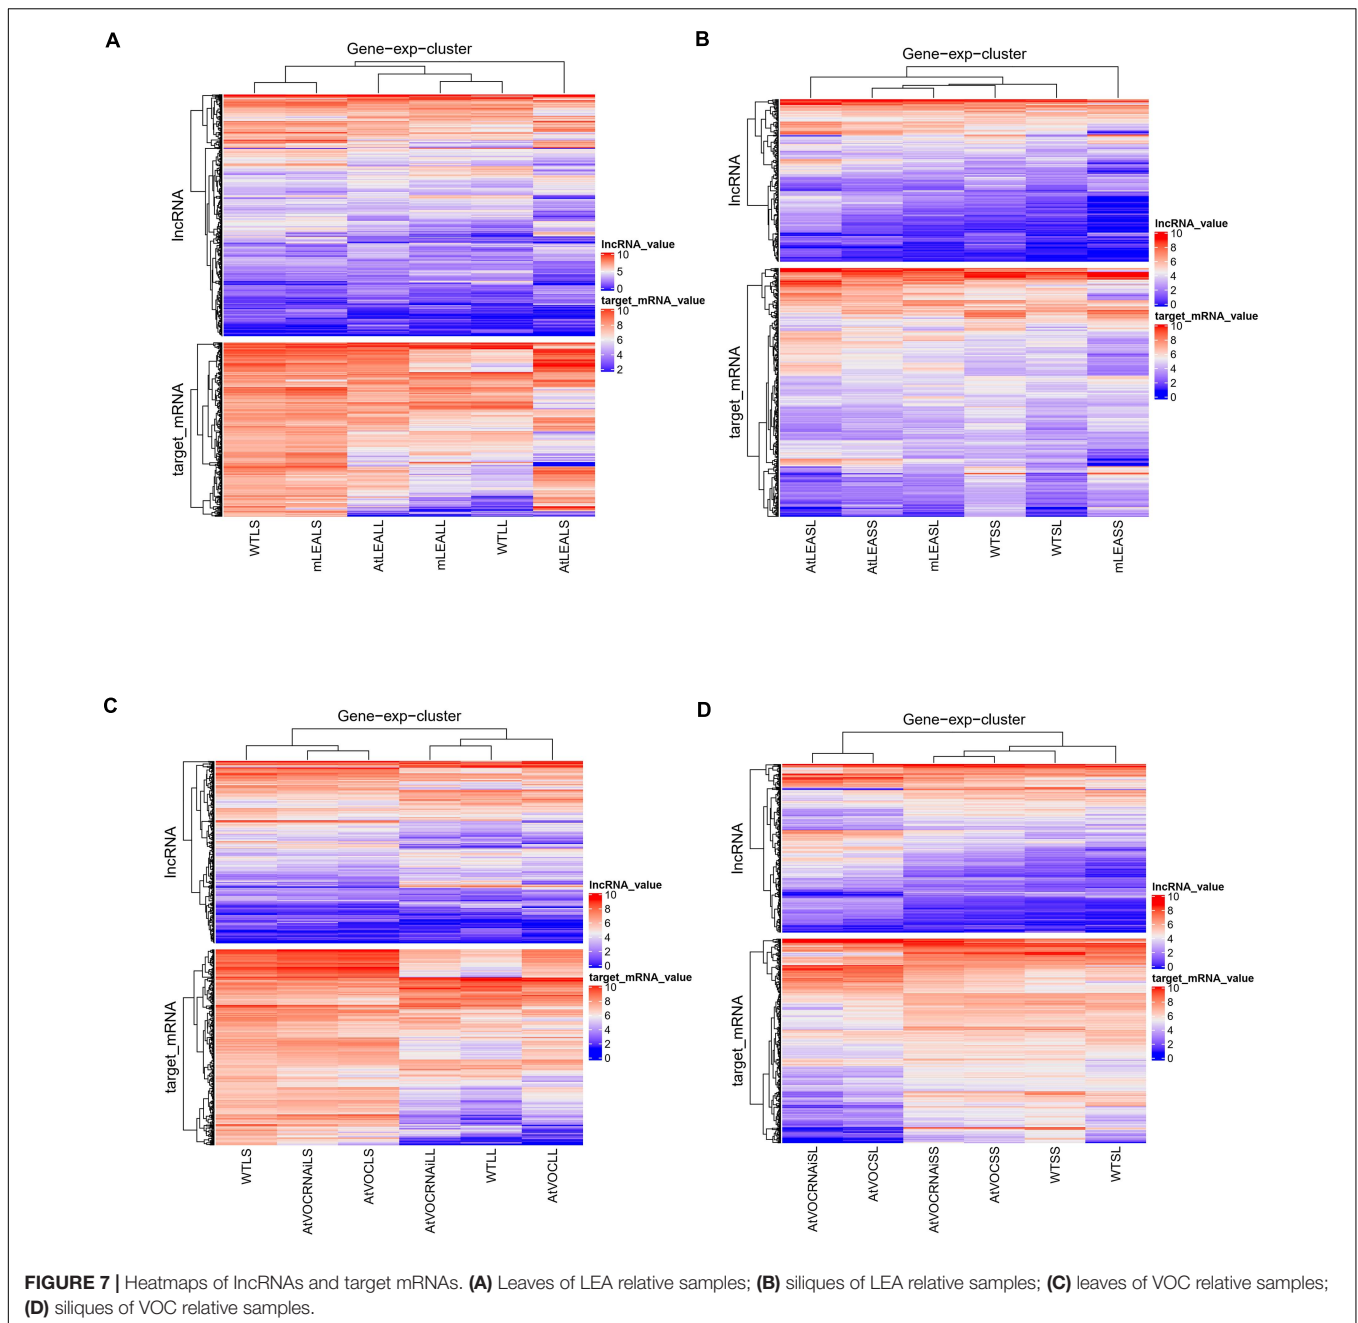 A
Gene-exp-cluster
lncRNA
target_mRNA
lncRNA_value
10
5
0
target_mRNA_value
10
8
6
4
2
WTLS
mLEALS
AtLEALL
mLEALL
WTLL
AtLEALS
B
Gene-exp-cluster
lncRNA
target_mRNA
lncRNA_value
10
8
6
4
2
0
target_mRNA_value
10
8
6
4
2
0
AtLEASL
AtLEASS
mLEASL
WTSS
WTSL
mLEASS
C
Gene-exp-cluster
lncRNA
target_mRNA
lncRNA_value
10
8
6
4
2
0
target_mRNA_value
10
8
6
4
2
0
WTLS
AtVOCRNAiLS
AtVOCLS
AtVOCRNAiLL
WTLL
AtVOCLL
D
Gene-exp-cluster
lncRNA
target_mRNA
lncRNA_value
10
8
6
4
2
0
target_mRNA_value
10
8
6
4
2
0
AtVOCRNAiSL
AtVOCSL
AtVOCRNAiSS
AtVOCSS
WTSS
WTSL
FIGURE 7 | Heatmaps of lncRNAs and target mRNAs. (A) Leaves of LEA relative samples; (B) siliques of LEA relative samples; (C) leaves of VOC relative samples;
(D) siliques of VOC relative samples.